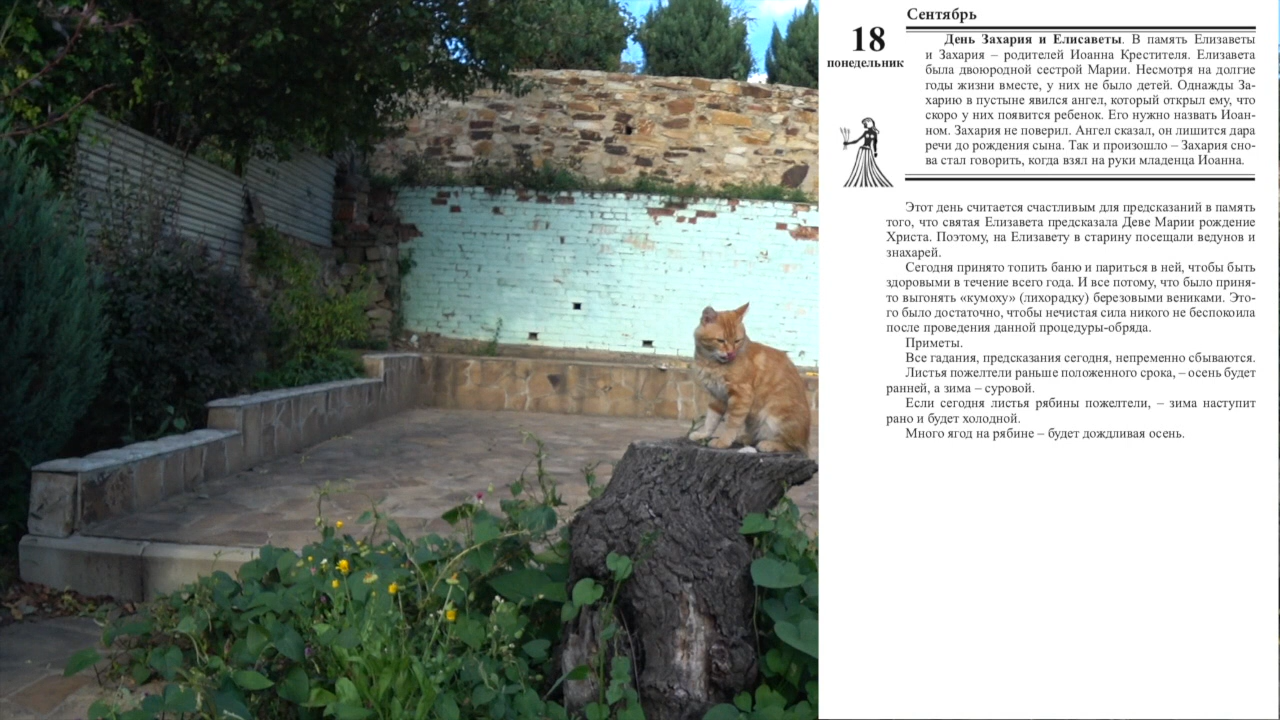 Сентябрь
18
понедельник
День Захария и Елисаветы. В память Елизаветы
и Захария – родителей Иоанна Крестителя. Елизавета
была двоюродной сестрой Марии. Несмотря на долгие
годы жизни вместе, у них не было детей. Однажды За-
харию в пустыне явился ангел, который открыл ему, что
скоро у них появится ребенок. Его нужно назвать Иоан-
ном. Захария не поверил. Ангел сказал, он лишится дара
речи до рождения сына. Так и произошло – Захария сно-
ва стал говорить, когда взял на руки младенца Иоанна.
Этот день считается счастливым для предсказаний в память
того, что святая Елизавета предсказала Деве Марии рождение
Христа. Поэтому, на Елизавету в старину посещали ведунов и
знахарей.
Сегодня принято топить баню и париться в ней, чтобы быть
здоровыми в течение всего года. И все потому, что было приня-
то выгонять «кумоху» (лихорадку) березовыми вениками. Это-
го было достаточно, чтобы нечистая сила никого не беспокоила
после проведения данной процедуры-обряда.
Приметы.
Все гадания, предсказания сегодня, непременно сбываются.
Листья пожелтели раньше положенного срока, – осень будет
ранней, а зима – суровой.
Если сегодня листья рябины пожелтели, – зима наступит
рано и будет холодной.
Много ягод на рябине – будет дождливая осень.